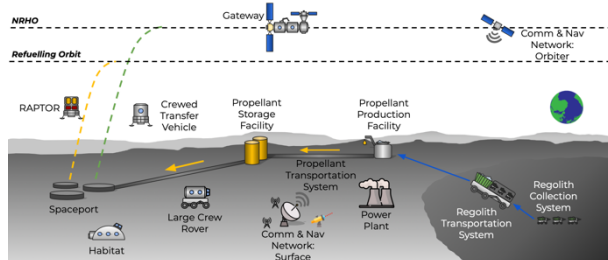 NRHO
Gateway
Comm & Nav
Network:
Orbiter
Refuelling Orbit
RAPTOR
Crewed
Transfer
Vehicle
Propellant
Storage
Facility
Propellant
Production
Facility
Propellant
Transportation
System
Spaceport
Large Crew
Rover
Habitat
Comm & Nav
Network:
Surface
Power
Plant
Regolith
Transportation
System
Regolith
Collection
System